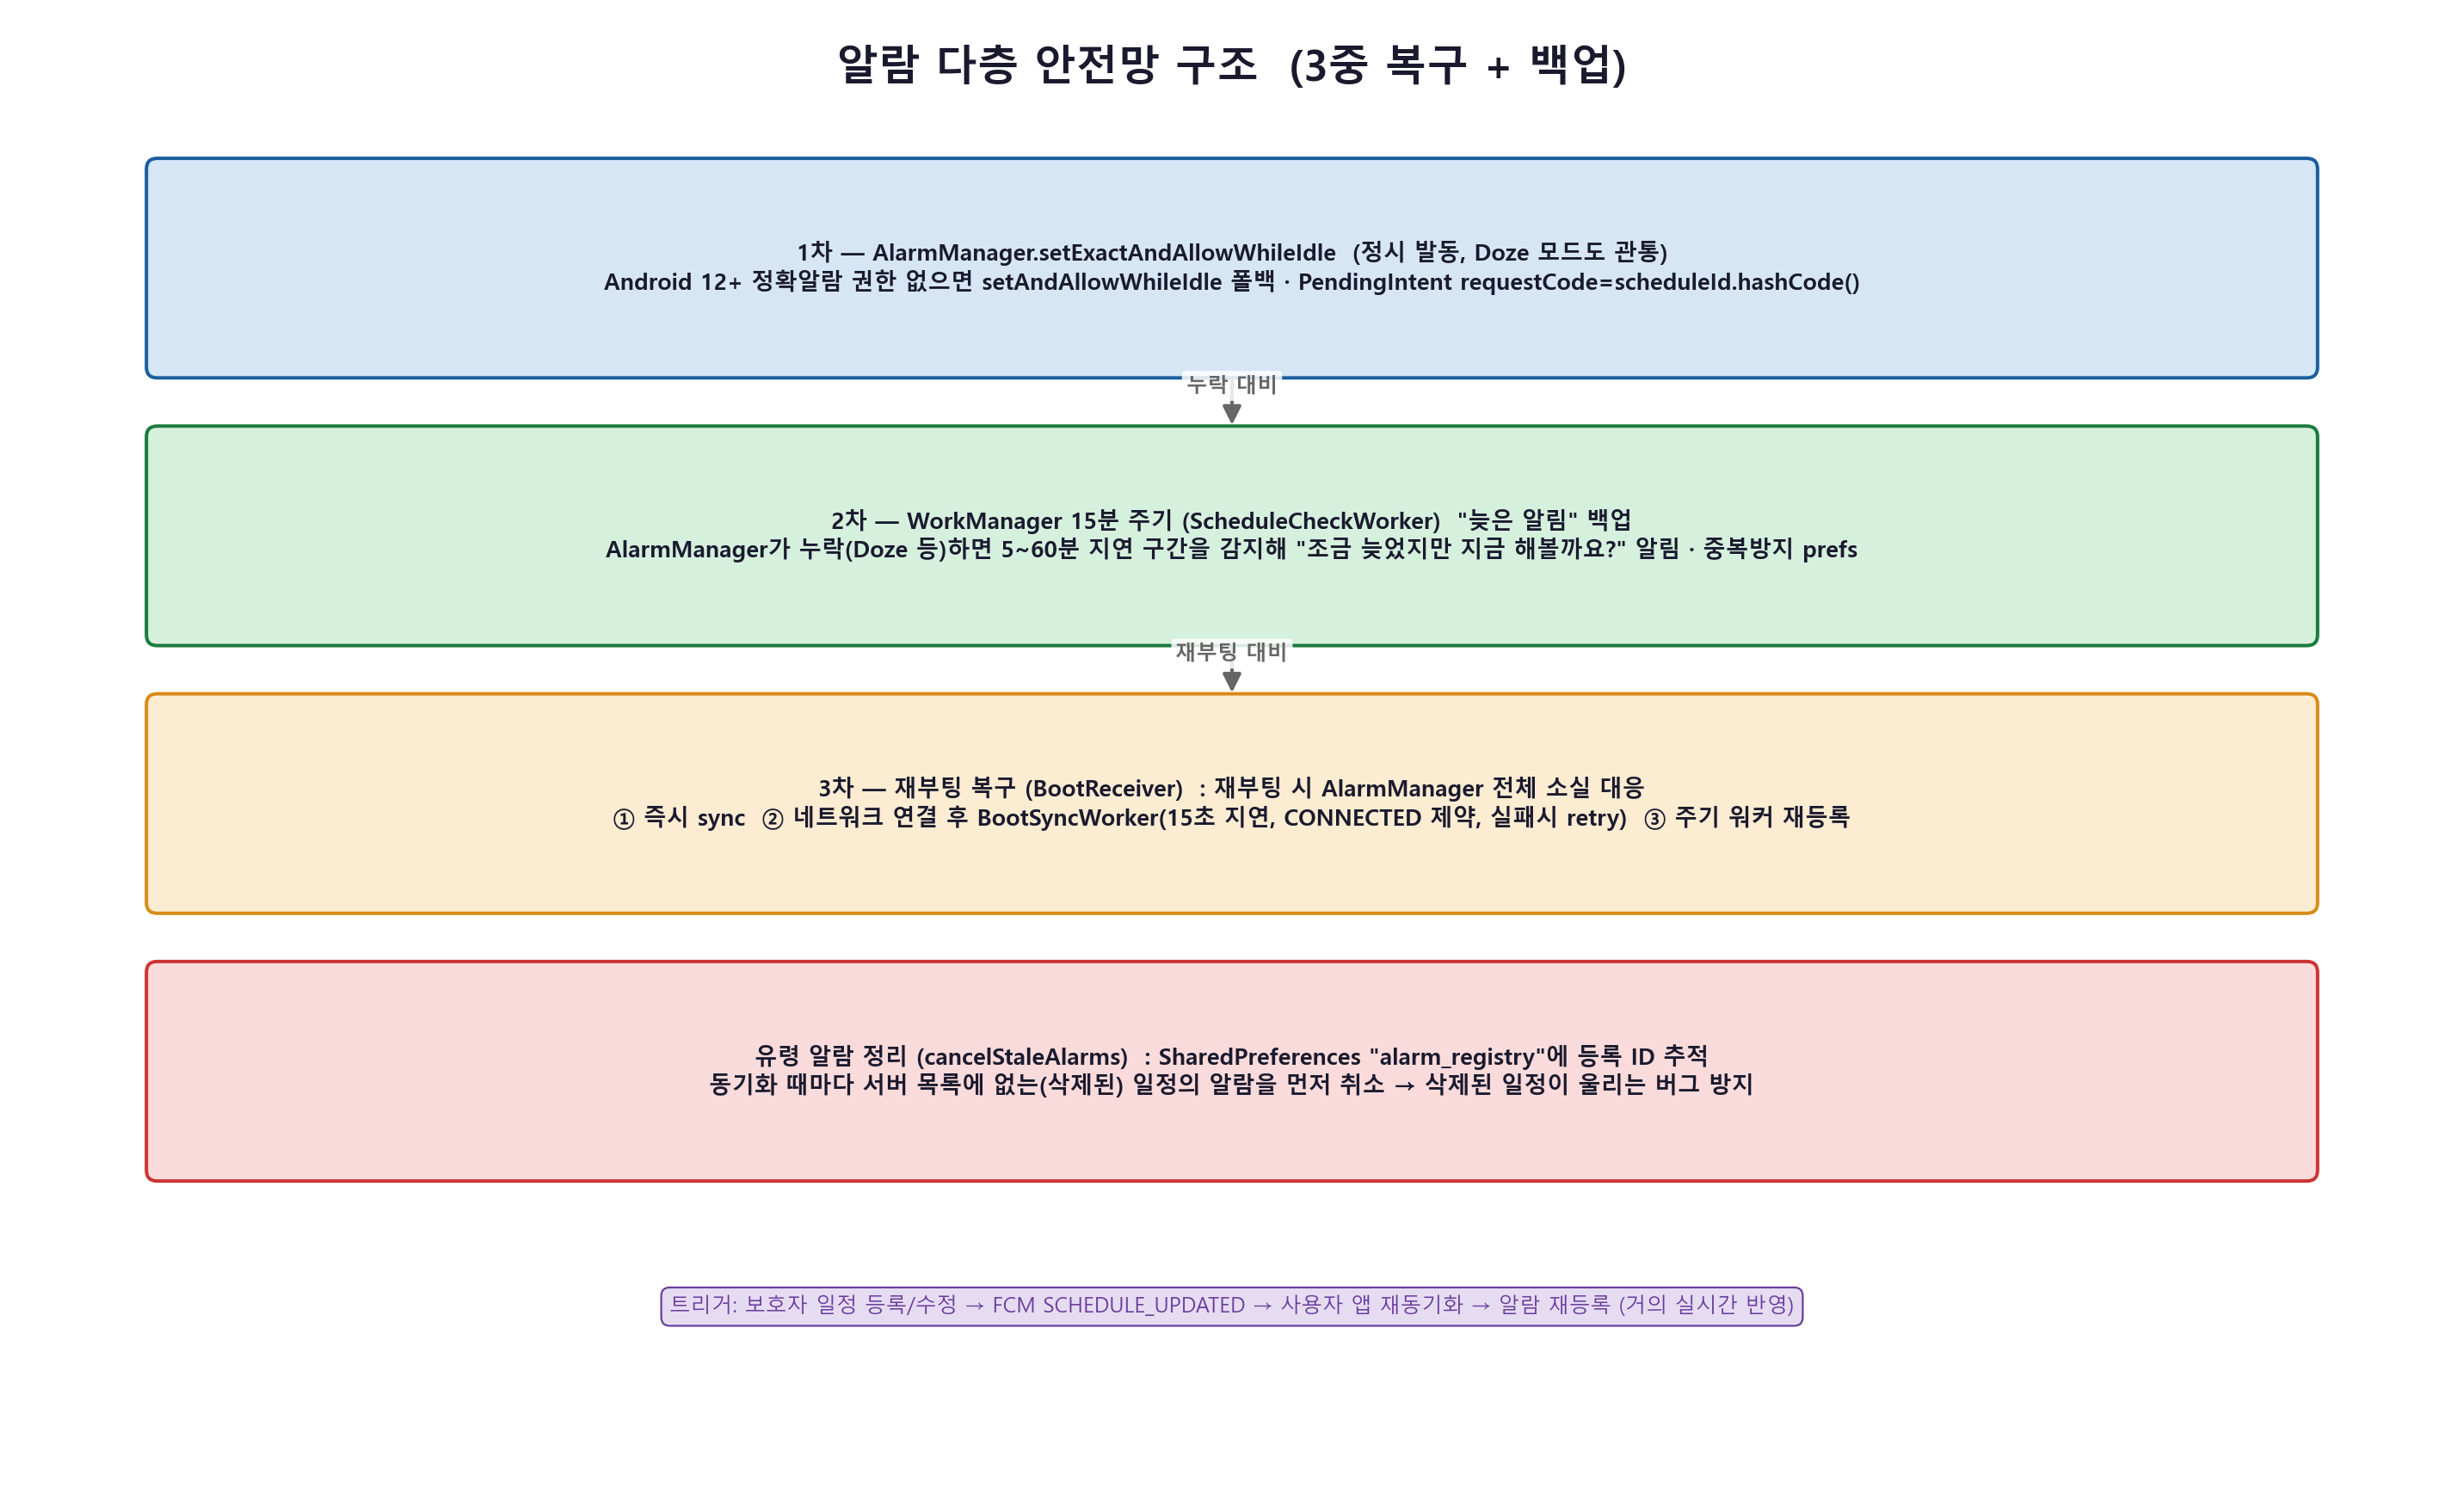 알람 다층 안전망 구조 (3중 복구 + 백업)
1차 — AlarmManager.setExactAndAllowWhileIdle (정시 발동, Doze 모드도 관통)
Android 12+ 정확알람 권한 없으면 setAndAllowWhileIdle 폴백 · PendingIntent requestCode=scheduleId.hashCode()
누락 대비
2차 — WorkManager 15분 주기 (ScheduleCheckWorker) "늦은 알림" 백업
AlarmManager가 누락(Doze 등)하면 5~60분 지연 구간을 감지해 "조금 늦었지만 지금 해볼까요?" 알림 · 중복방지 prefs
재부팅 대비
3차 — 재부팅 복구 (BootReceiver) : 재부팅 시 AlarmManager 전체 소실 대응
① 즉시 sync ② 네트워크 연결 후 BootSyncWorker(15초 지연, CONNECTED 제약, 실패시 retry) ③ 주기 워커 재등록
유령 알람 정리 (cancelStaleAlarms) : SharedPreferences "alarm_registry"에 등록 ID 추적
동기화 때마다 서버 목록에 없는(삭제된) 일정의 알람을 먼저 취소 → 삭제된 일정이 울리는 버그 방지
트리거: 보호자 일정 등록/수정 → FCM SCHEDULE_UPDATED → 사용자 앱 재동기화 → 알람 재등록 (거의 실시간 반영)